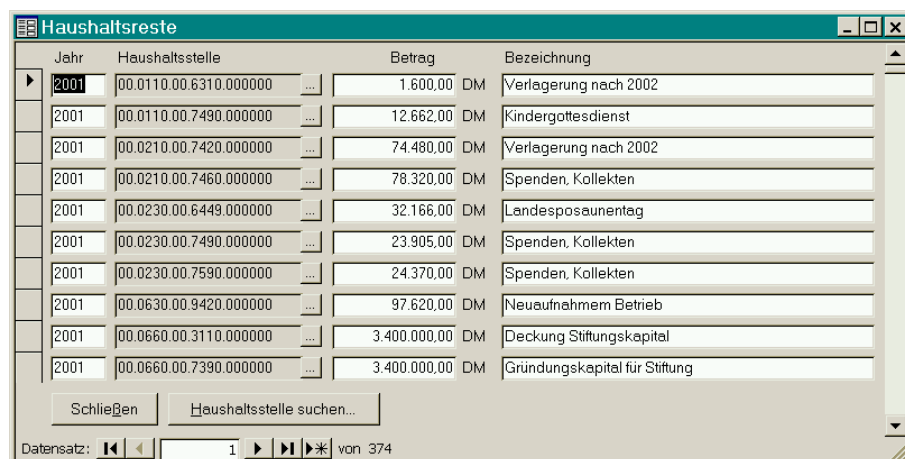 Haushaltsreste
Jahr Haushaltsstelle Betrag Bezeichnung
2001 00.0110.00.6310.000000 ... 1.600,00 DM Verlagerung nach 2002
2001 00.0110.00.7490.000000 ... 12.662,00 DM Kindergottesdienst
2001 00.0210.00.7420.000000 ... 74.480,00 DM Verlagerung nach 2002
2001 00.0210.00.7460.000000 ... 78.320,00 DM Spenden, Kollekten
2001 00.0230.00.6449.000000 ... 32.166,00 DM Landesposaunentag
2001 00.0230.00.7490.000000 ... 23.905,00 DM Spenden, Kollekten
2001 00.0230.00.7590.000000 ... 24.370,00 DM Spenden, Kollekten
2001 00.0630.00.9420.000000 ... 97.620,00 DM Neuaufnahmem Betrieb
2001 00.0660.00.3110.000000 ... 3.400.000,00 DM Deckung Stiftungskapital
2001 00.0660.00.7390.000000 ... 3.400.000,00 DM Gründungskapital für Stiftung
Schließen Haushaltsstelle suchen...
Datensatz: 1 von 374